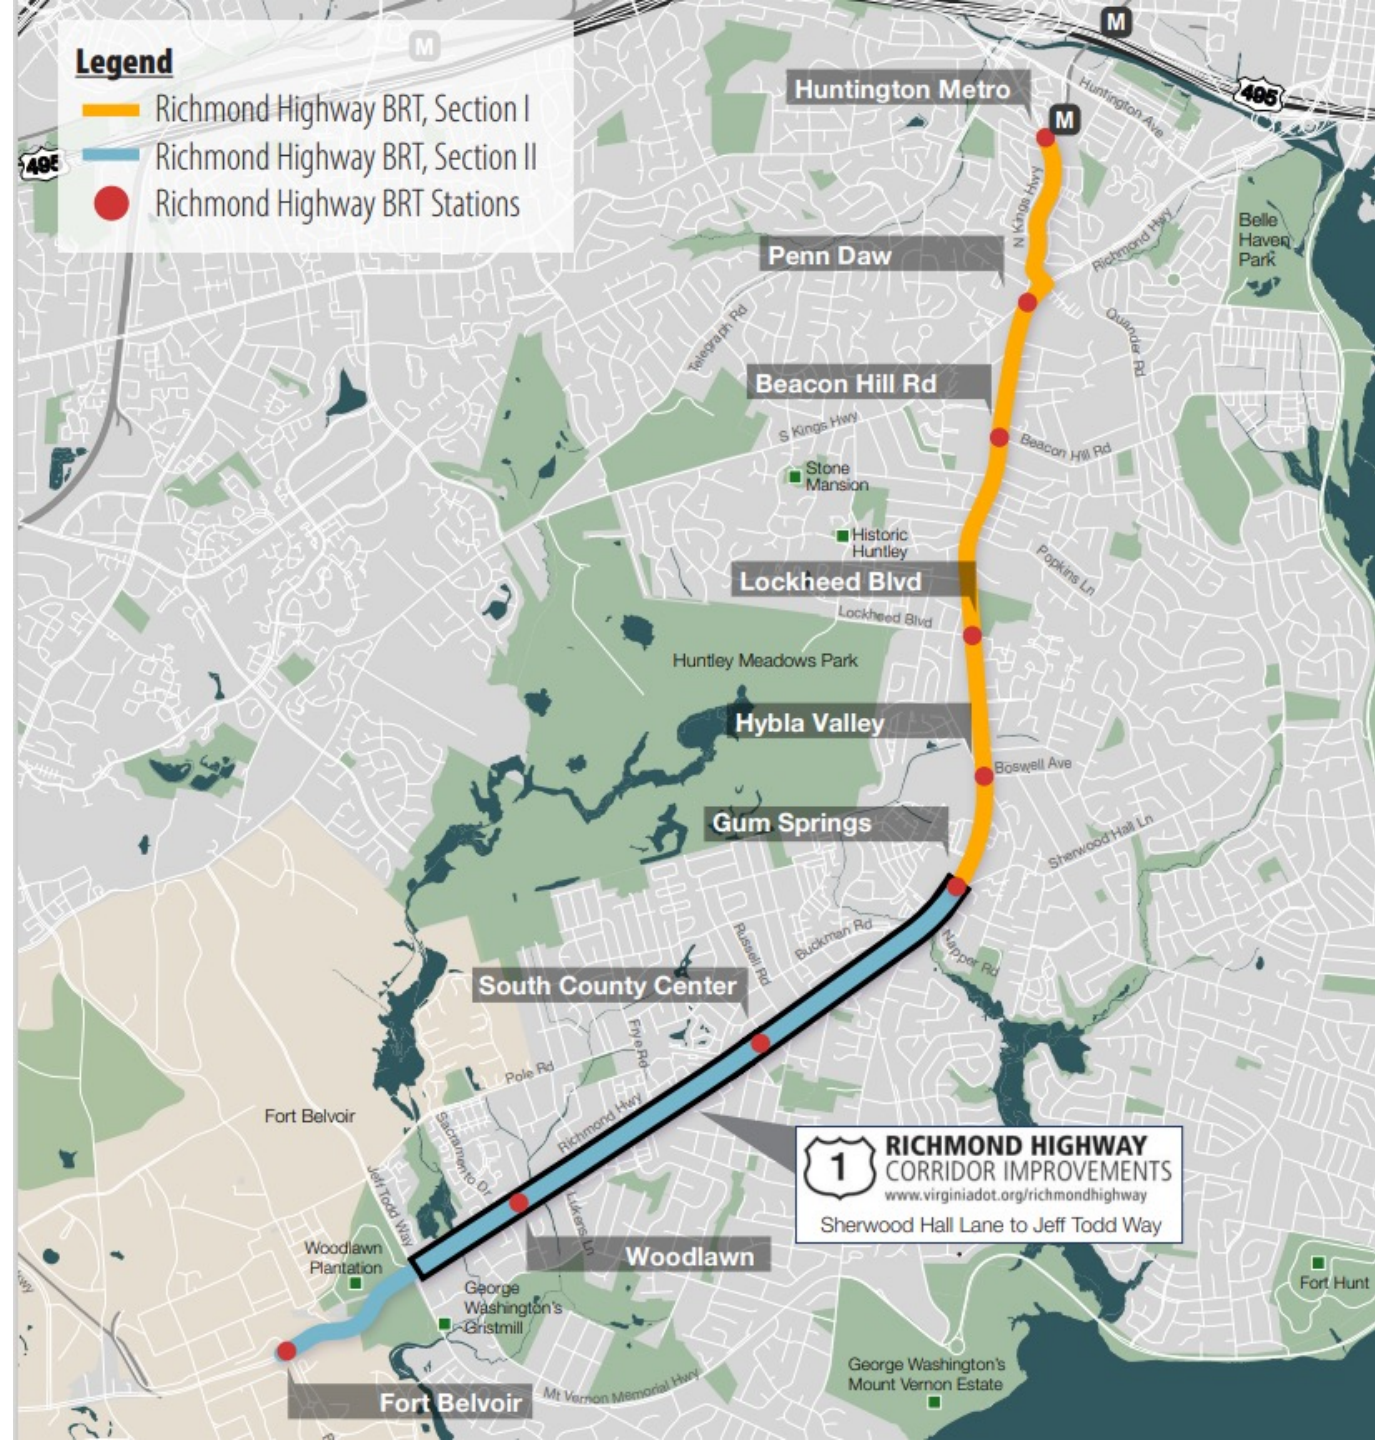 Legend
Richmond Highway BRT, Section I
Richmond Highway BRT, Section II
Richmond Highway BRT Stations
M
M
495
495
Huntington Metro
M
Huntington Ave
N Kings Hwy
Richmond Hwy
Belle
Haven
Park
Penn Daw
Telegraph Rd
Quander
Rd
Beacon Hill Rd
S Kings Hwy
Beacon Hill Rd
Stone
Mansion
Historic
Huntley
Popkins Ln
Lockheed Blvd
Lockheed Blvd
Huntley Meadows Park
Hybla Valley
Boswell Ave
Gum Springs
Sherwood Hall Ln
Russell Rd
Buckman Rd
Napper Rd
South County Center
Frye Rd
Pole Rd
Richmond Hwy
Fort Belvoir
Sacramento Dr
Jeff Todd Way
Lukens Ln
1
RICHMOND HIGHWAY
CORRIDOR IMPROVEMENTS
www.virginiadot.org/richmondhighway
Sherwood Hall Lane to Jeff Todd Way
Woodlawn
Plantation
Woodlawn
George
Washington's
Gristmill
Fort Hunt
Fort Belvoir
Mt Vernon Memorial Hwy
George Washington's
Mount Vernon Estate